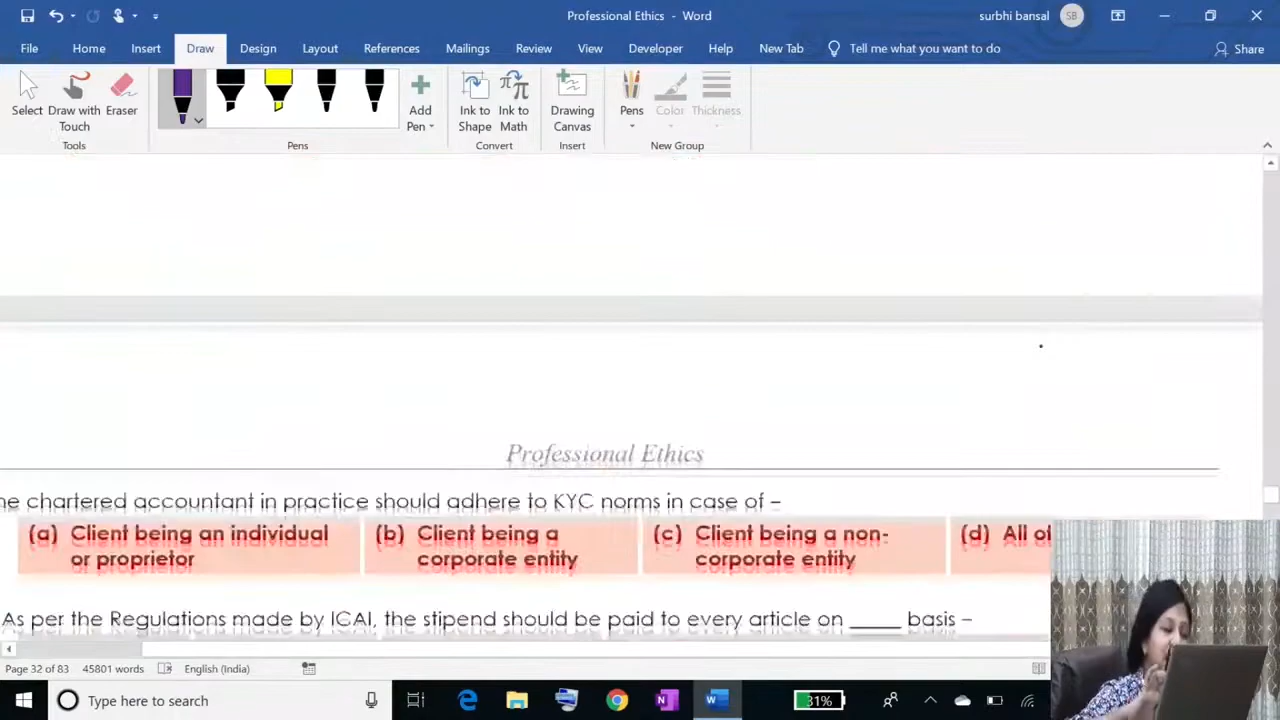 Professional Ethics - Word
surbhi bansal
SB
File
Home
Insert
Draw
Design
Layout
References
Mailings
Review
View
Developer
Help
New Tab
Tell me what you want to do
Share
Select
Draw with Touch
Eraser
Add Pen
Ink to Shape
Ink to Math
Drawing Canvas
Pens
Color
Thickness
Tools
Pens
Convert
Insert
New Group
Professional Ethics
chartered accountant in practice should adhere to KYC norms in case of –
(a) Client being an individual or proprietor
(b) Client being a corporate entity
(c) Client being a non-corporate entity
(d) All
As per the Regulations made by ICAI, the stipend should be paid to every article on _____ basis –
Page 32 of 83
45801 words
English (India)
Type here to search
31%